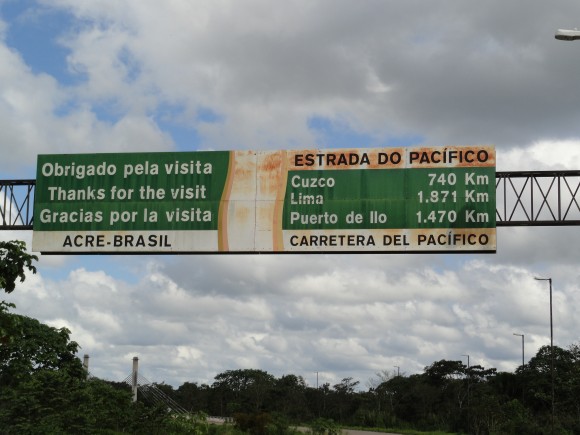 Obrigado pela visita
Thanks for the visit
Gracias por la visita
ACRE-BRASIL
ESTRADA DO PACÍFICO
Cuzco 740 Km
Lima 1.871 Km
Puerto de Ilo 1.470 Km
CARRETERA DEL PACÍFICO